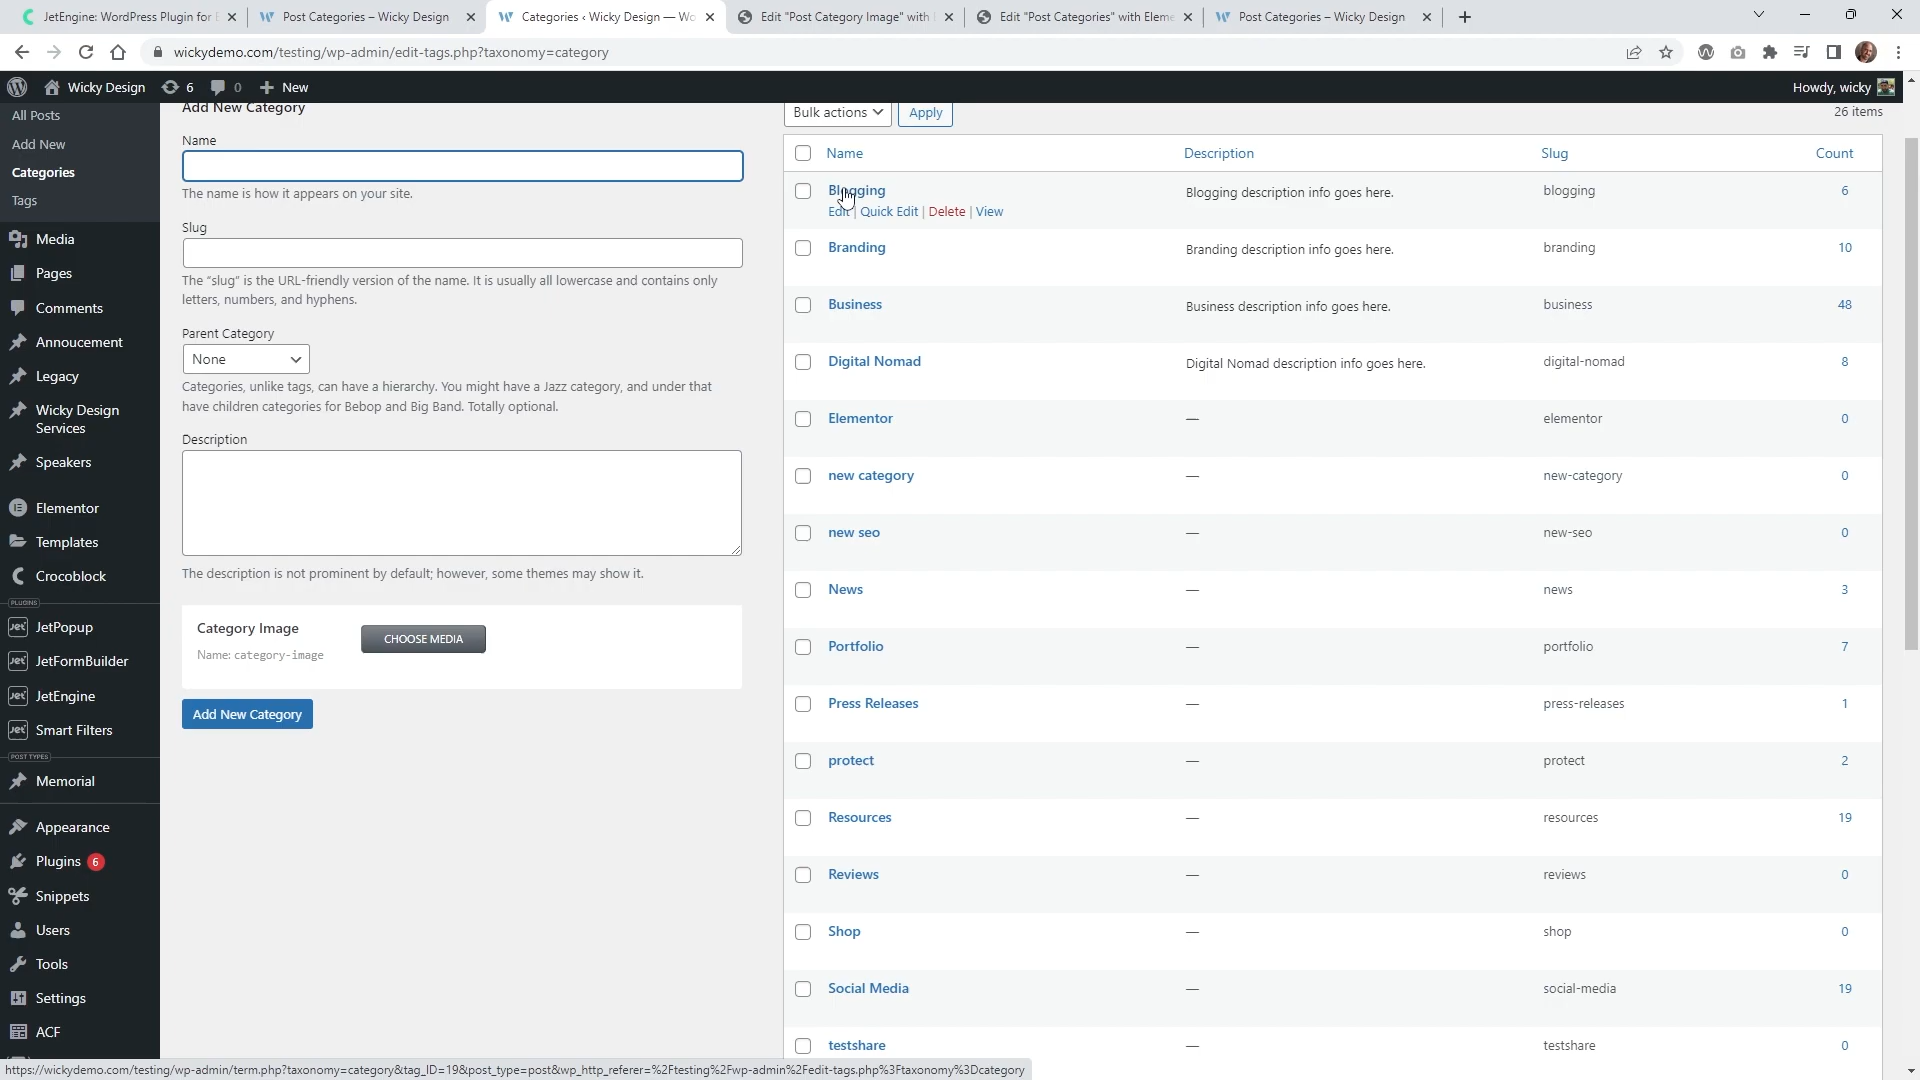 JetEngine: WordPress Plugin for
Post Categories – Wicky Design
Categories ‹ Wicky Design — Wo
Edit "Post Category Image" with
Edit "Post Categories" with Eleme
Post Categories – Wicky Design
wickydemo.com/testing/wp-admin/edit-tags.php?taxonomy=category
Wicky Design
6
0
New
Howdy, wicky
All Posts
Add New
Categories
Tags
Media
Pages
Comments
Annoucement
Legacy
Wicky Design
Services
Speakers
Elementor
Templates
Crocoblock
PLUGINS
JetPopup
JetFormBuilder
JetEngine
Smart Filters
POST TYPES
Memorial
Appearance
Plugins 6
Snippets
Users
Tools
Settings
ACF
Add New Category
Name
The name is how it appears on your site.
Slug
The “slug” is the URL-friendly version of the name. It is usually all lowercase and contains only
letters, numbers, and hyphens.
Parent Category
None
Categories, unlike tags, can have a hierarchy. You might have a Jazz category, and under that
have children categories for Bebop and Big Band. Totally optional.
Description
The description is not prominent by default; however, some themes may show it.
Category Image
CHOOSE MEDIA
Name: category-image
Add New Category
Bulk actions
Apply
26 items
Name Description Slug Count
Blogging Blogging description info goes here. blogging 6
Edit | Quick Edit | Delete | View
Branding Branding description info goes here. branding 10
Business Business description info goes here. business 48
Digital Nomad Digital Nomad description info goes here. digital-nomad 8
Elementor — elementor 0
new category — new-category 0
new seo — new-seo 0
News — news 3
Portfolio — portfolio 7
Press Releases — press-releases 1
protect — protect 2
Resources — resources 19
Reviews — reviews 0
Shop — shop 0
Social Media — social-media 19
testshare — testshare 0
https://wickydemo.com/testing/wp-admin/term.php?taxonomy=category&tag_ID=19&post_type=post&wp_http_referer=%2Ftesting%2Fwp-admin%2Fedit-tags.php%3Ftaxonomy%3Dcategory